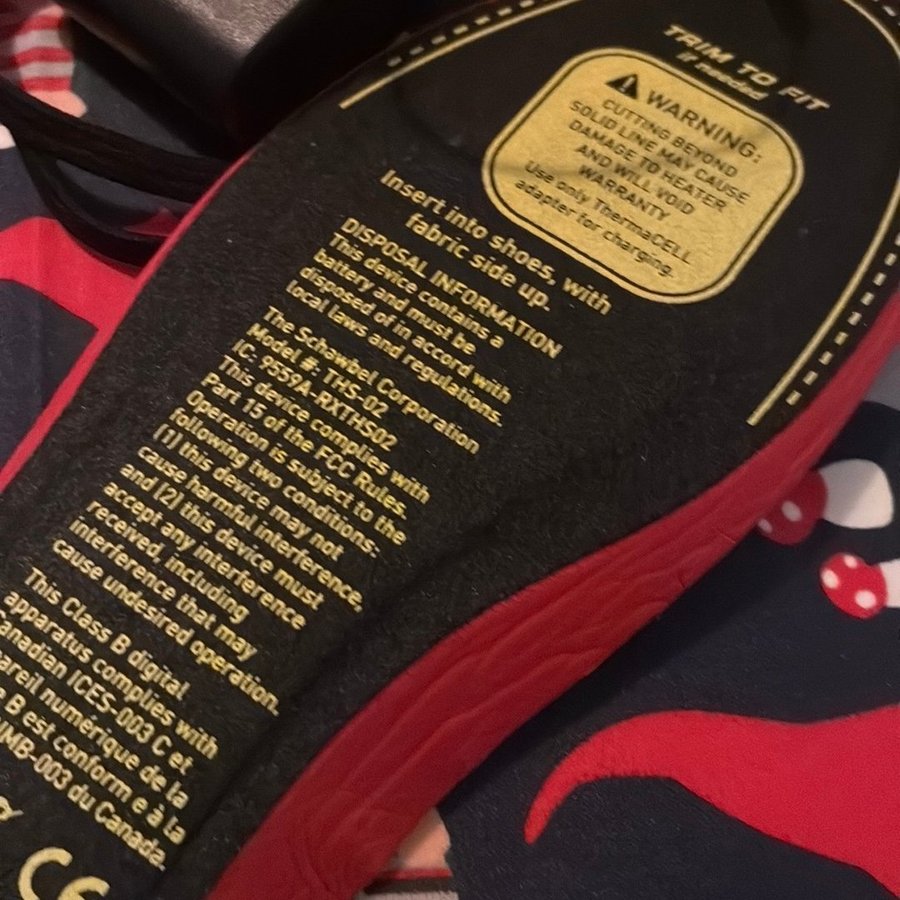 TRIM TO FIT
if needed
WARNING:
CUTTING BEYOND
SOLID LINE MAY CAUSE
DAMAGE TO HEATER
AND WILL VOID
WARRANTY
Use only ThermaCELL
adapter for charging.
Insert into shoes, with
fabric side up.
DISPOSAL INFORMATION
This device contains a
battery and must be
disposed of in accord with
local laws and regulations.
The Schawbel Corporation
Model #: THS-02
IC: 9559A-RXTHS02
This device complies with
Part 15 of the FCC Rules.
Operation is subject to the
following two conditions:
(1) this device may not
cause harmful interference,
and (2) this device must
accept any interference
received, including
interference that may
cause undesired operation.
This Class B digital
apparatus complies with
Canadian ICES-003 C et
appareil numérique de la
B est conform e à la
NMB-003 du Canada.
CE